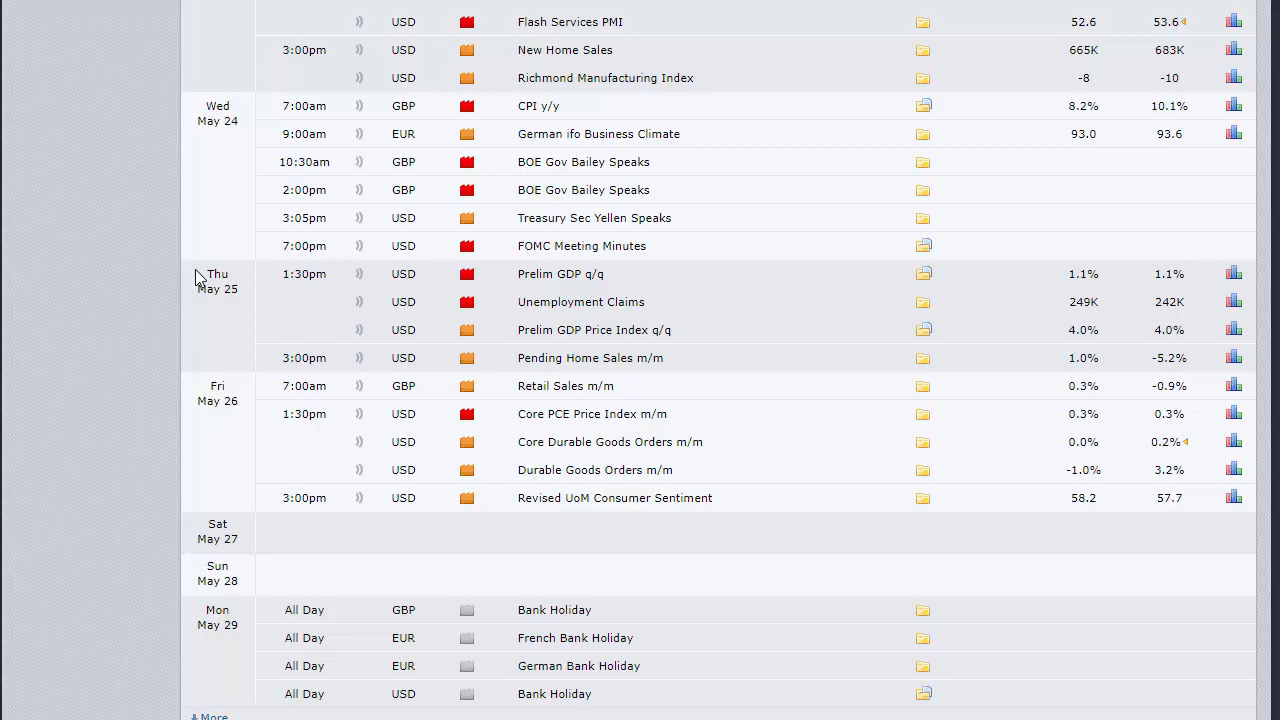 USD Flash Services PMI 52.6 53.6
3:00pm USD New Home Sales 665K 683K
USD Richmond Manufacturing Index -8 -10
Wed May 24 7:00am GBP CPI y/y 8.2% 10.1%
9:00am EUR German ifo Business Climate 93.0 93.6
10:30am GBP BOE Gov Bailey Speaks
2:00pm GBP BOE Gov Bailey Speaks
3:05pm USD Treasury Sec Yellen Speaks
7:00pm USD FOMC Meeting Minutes
Thu May 25 1:30pm USD Prelim GDP q/q 1.1% 1.1%
USD Unemployment Claims 249K 242K
USD Prelim GDP Price Index q/q 4.0% 4.0%
3:00pm USD Pending Home Sales m/m 1.0% -5.2%
Fri May 26 7:00am GBP Retail Sales m/m 0.3% -0.9%
1:30pm USD Core PCE Price Index m/m 0.3% 0.3%
USD Core Durable Goods Orders m/m 0.0% 0.2%
USD Durable Goods Orders m/m -1.0% 3.2%
3:00pm USD Revised UoM Consumer Sentiment 58.2 57.7
Sat May 27
Sun May 28
Mon May 29 All Day GBP Bank Holiday
All Day EUR French Bank Holiday
All Day EUR German Bank Holiday
All Day USD Bank Holiday
More